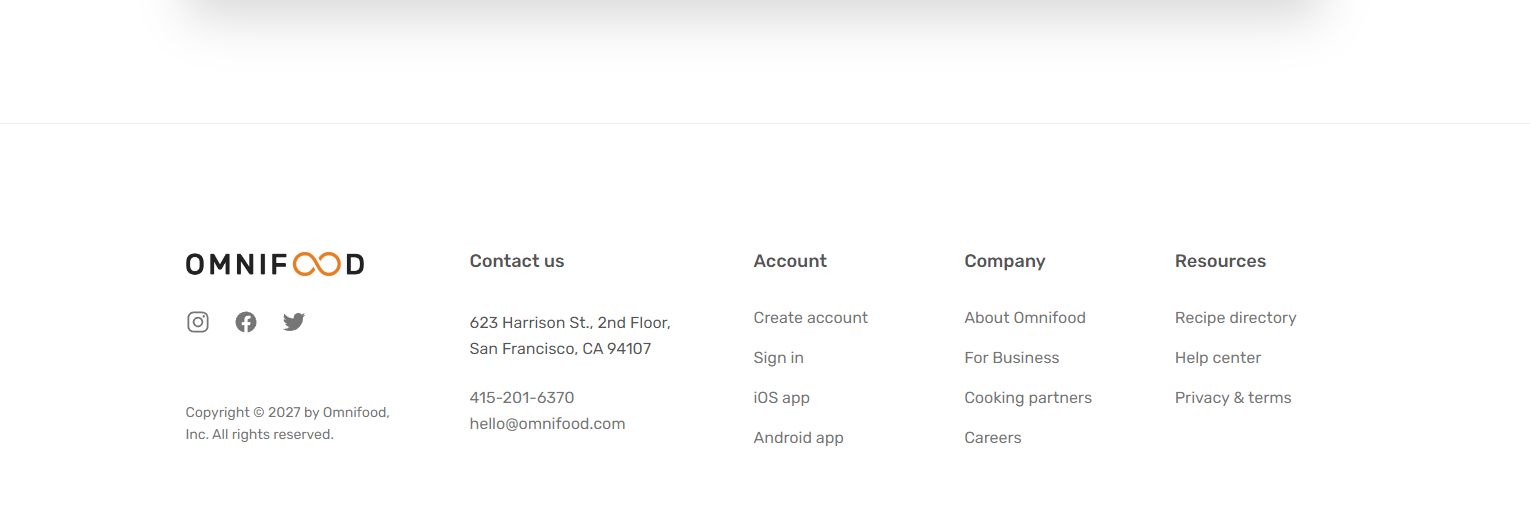 OMNIFOOD
Copyright © 2027 by Omnifood,
Inc. All rights reserved.
Contact us
623 Harrison St., 2nd Floor,
San Francisco, CA 94107
415-201-6370
hello@omnifood.com
Account
Create account
Sign in
iOS app
Android app
Company
About Omnifood
For Business
Cooking partners
Careers
Resources
Recipe directory
Help center
Privacy & terms